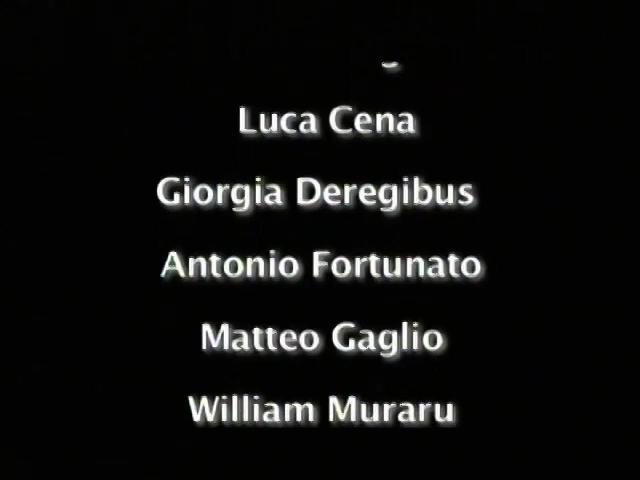 Luca Cena
Giorgia Deregibus
Antonio Fortunato
Matteo Gaglio
William Muraru